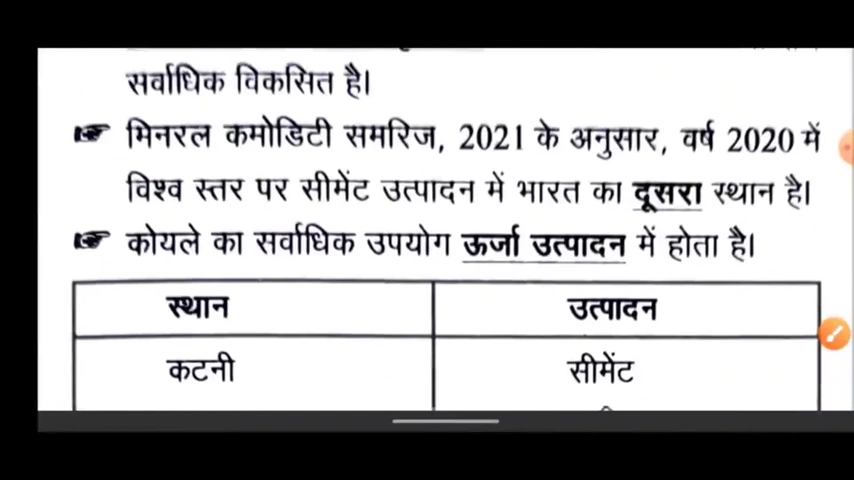 सर्वाधिक विकसित है।
☞ मिनरल कमोडिटी समरिज, 2021 के अनुसार, वर्ष 2020 में
विश्व स्तर पर सीमेंट उत्पादन में भारत का दूसरा स्थान है।
☞ कोयले का सर्वाधिक उपयोग ऊर्जा उत्पादन में होता है।
स्थान उत्पादन
कटनी सीमेंट